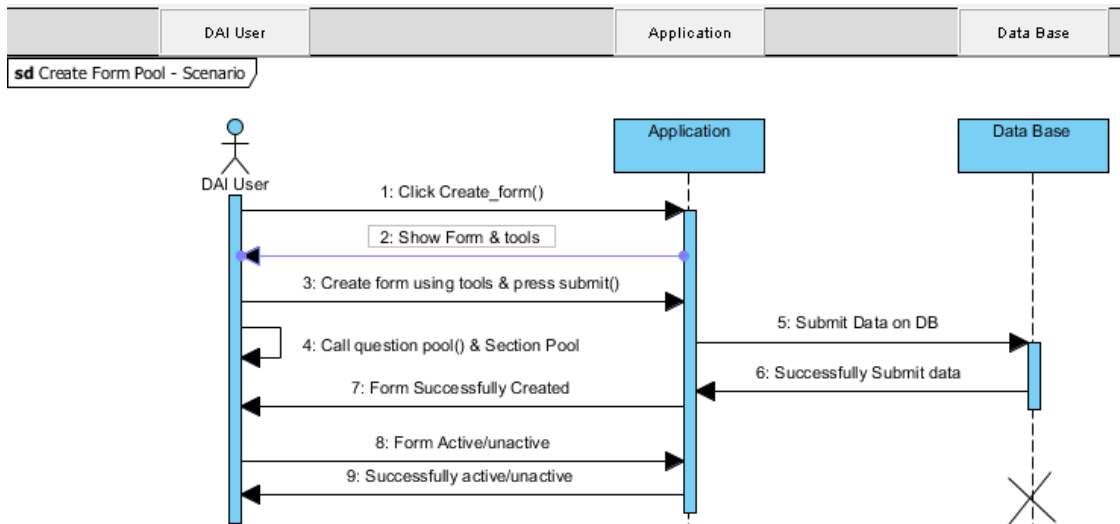 DAI User
Application
Data Base
sd Create Form Pool - Scenario
Application
Data Base
DAI User
1: Click Create_form()
2: Show Form & tools
3: Create form using tools & press submit()
5: Submit Data on DB
4: Call question pool() & Section Pool
6: Successfully Submit data
7: Form Successfully Created
8: Form Active/unactive
9: Successfully active/unactive